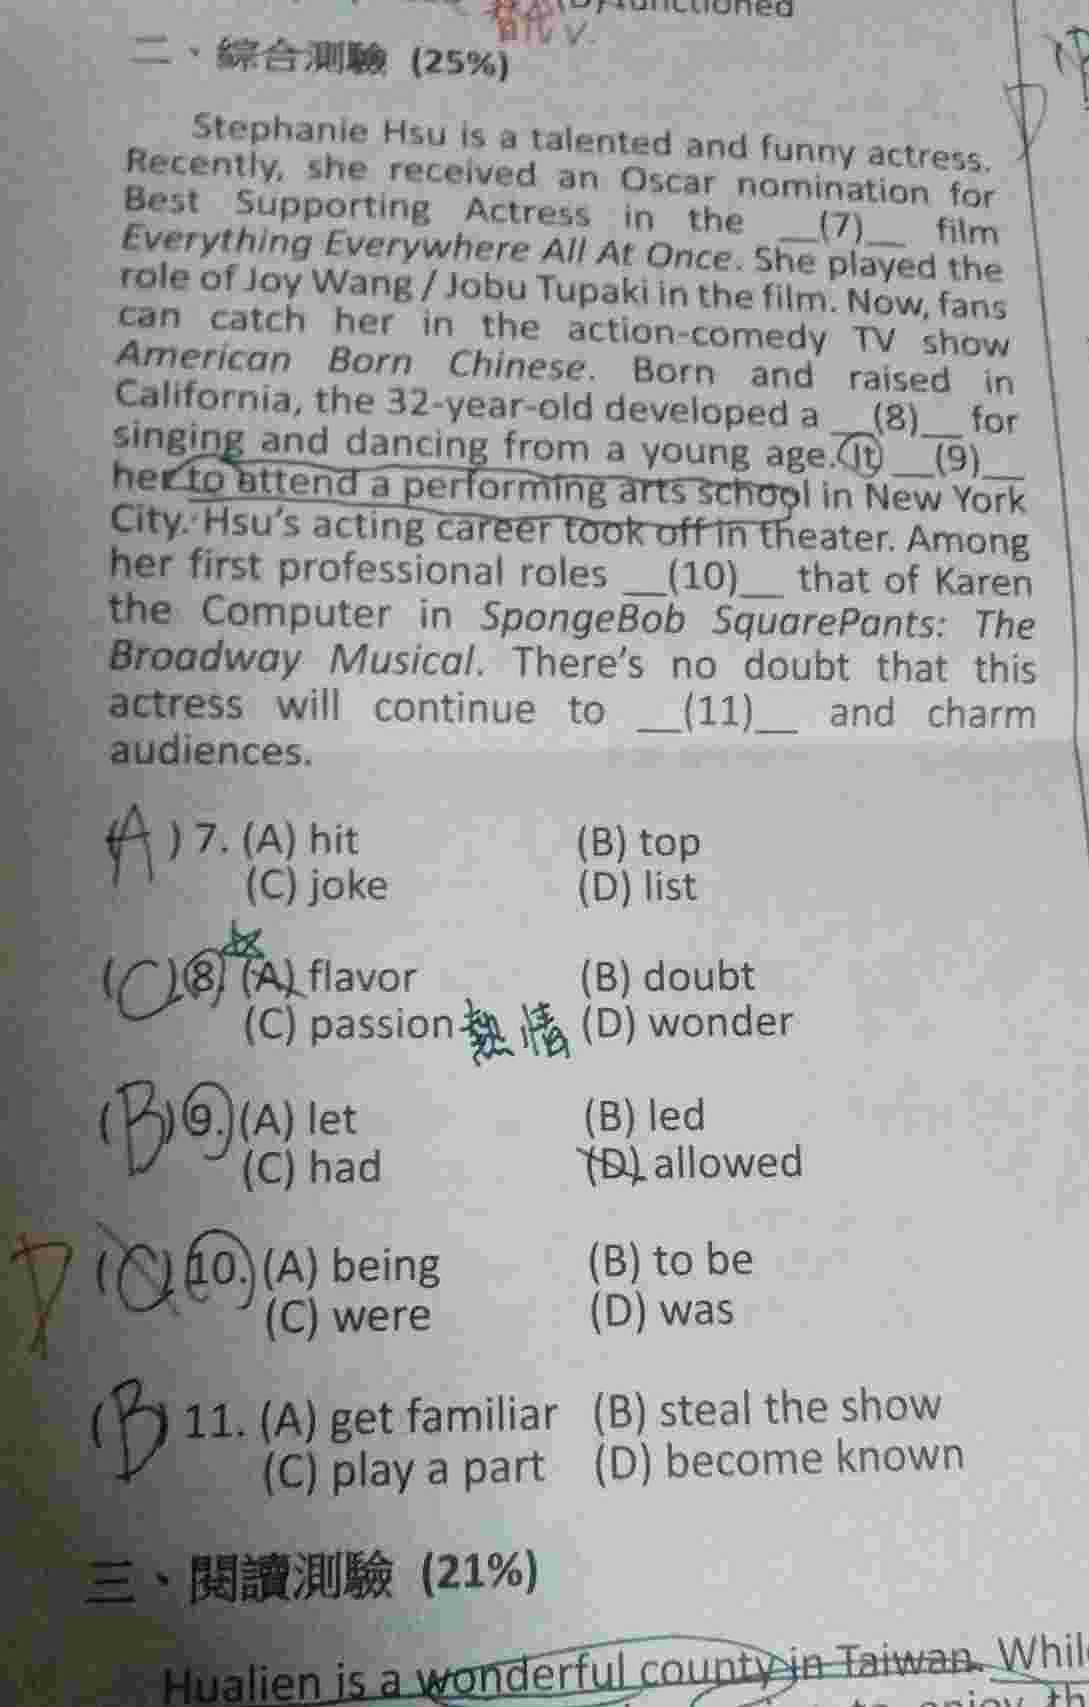 替代 v. (D) functioned
二、綜合測驗 (25%)
Stephanie Hsu is a talented and funny actress.
Recently, she received an Oscar nomination for
Best Supporting Actress in the __(7)__ film
Everything Everywhere All At Once. She played the
role of Joy Wang / Jobu Tupaki in the film. Now, fans
can catch her in the action-comedy TV show
American Born Chinese. Born and raised in
California, the 32-year-old developed a __(8)__ for
singing and dancing from a young age. It __(9)__
her to attend a performing arts school in New York
City. Hsu's acting career took off in theater. Among
her first professional roles __(10)__ that of Karen
the Computer in SpongeBob SquarePants: The
Broadway Musical. There's no doubt that this
actress will continue to __(11)__ and charm
audiences.
(A) 7. (A) hit (B) top
(C) joke (D) list
(C) 8. (A) flavor (B) doubt
(C) passion 熱情 (D) wonder
(B) 9. (A) let (B) led
(C) had (D) allowed
D (C) 10. (A) being (B) to be
(C) were (D) was
(B) 11. (A) get familiar (B) steal the show
(C) play a part (D) become known
三、閱讀測驗 (21%)
Hualien is a wonderful county in Taiwan. While